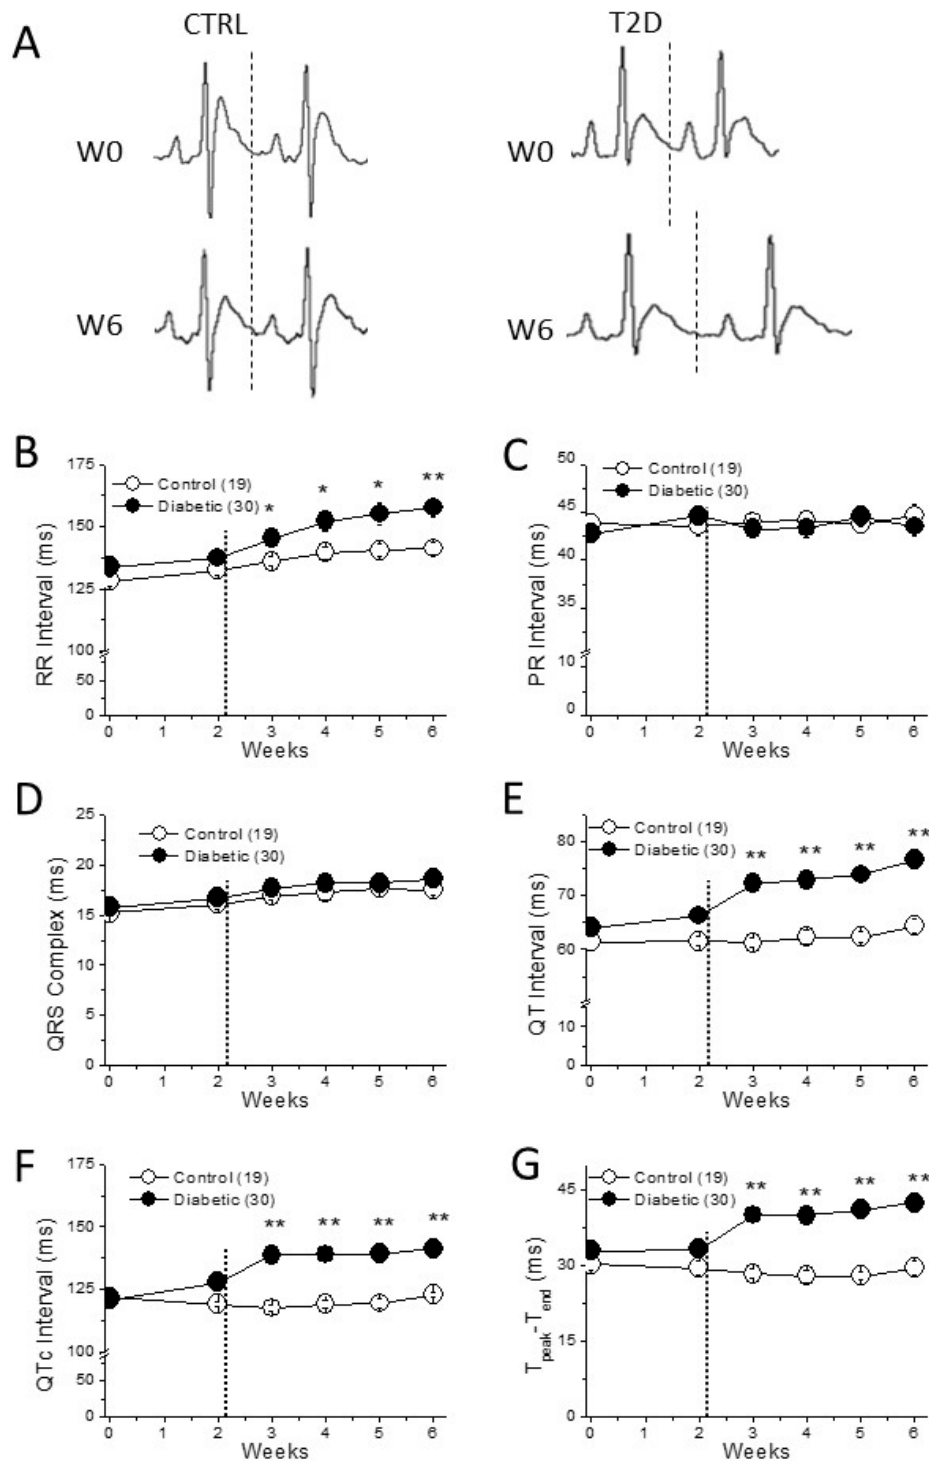 A
CTRL
T2D
W0
W0
W6
W6
B
RR Interval (ms)
175
150
125
100
50
0
Control (19)
Diabetic (30)
*
*
*
**
0 1 2 3 4 5 6
Weeks
C
PR Interval (ms)
50
45
40
35
10
0
Control (19)
Diabetic (30)
0 1 2 3 4 5 6
Weeks
D
QRS Complex (ms)
25
20
15
10
5
0
Control (19)
Diabetic (30)
0 1 2 3 4 5 6
Weeks
E
QT Interval (ms)
80
70
60
10
0
Control (19)
Diabetic (30)
**
**
**
**
0 1 2 3 4 5 6
Weeks
F
QTc Interval (ms)
175
150
125
100
50
0
Control (19)
Diabetic (30)
**
**
**
**
0 1 2 3 4 5 6
Weeks
G
Tpeak-Tend (ms)
45
30
15
0
Control (19)
Diabetic (30)
**
**
**
**
0 1 2 3 4 5 6
Weeks